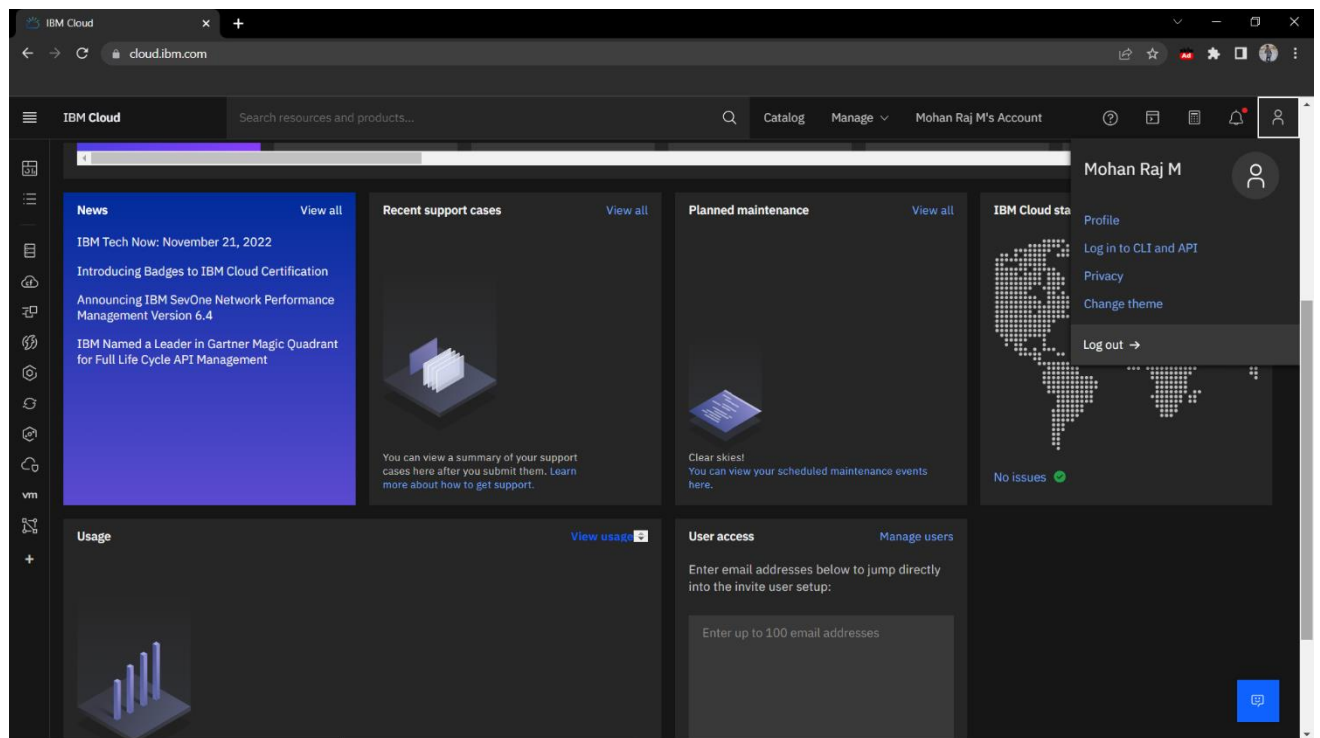 IBM Cloud
cloud.ibm.com
Ad
IBM Cloud
Search resources and products...
Catalog
Manage
Mohan Raj M's Account
Mohan Raj M
Profile
Log in to CLI and API
Privacy
Change theme
Log out →
News
View all
IBM Tech Now: November 21, 2022
Introducing Badges to IBM Cloud Certification
Announcing IBM SevOne Network Performance
Management Version 6.4
IBM Named a Leader in Gartner Magic Quadrant
for Full Life Cycle API Management
Recent support cases
View all
You can view a summary of your support
cases here after you submit them. Learn
more about how to get support.
Planned maintenance
View all
Clear skies!
You can view your scheduled maintenance events
here.
IBM Cloud sta
No issues
vm
Usage
View usage
User access
Manage users
Enter email addresses below to jump directly
into the invite user setup:
Enter up to 100 email addresses